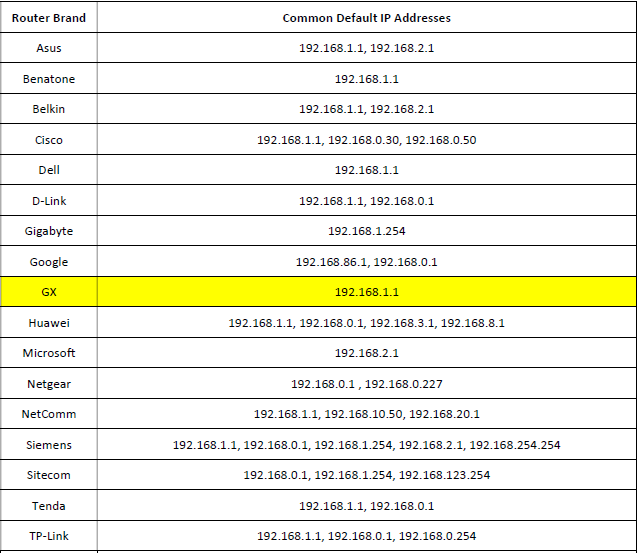 Router Brand Common Default IP Addresses
Asus 192.168.1.1, 192.168.2.1
Benatone 192.168.1.1
Belkin 192.168.1.1, 192.168.2.1
Cisco 192.168.1.1, 192.168.0.30, 192.168.0.50
Dell 192.168.1.1
D-Link 192.168.1.1, 192.168.0.1
Gigabyte 192.168.1.254
Google 192.168.86.1, 192.168.0.1
GX 192.168.1.1
Huawei 192.168.1.1, 192.168.0.1, 192.168.3.1, 192.168.8.1
Microsoft 192.168.2.1
Netgear 192.168.0.1 , 192.168.0.227
NetComm 192.168.1.1, 192.168.10.50, 192.168.20.1
Siemens 192.168.1.1, 192.168.0.1, 192.168.1.254, 192.168.2.1, 192.168.254.254
Sitecom 192.168.0.1, 192.168.1.254, 192.168.123.254
Tenda 192.168.1.1, 192.168.0.1
TP-Link 192.168.1.1, 192.168.0.1, 192.168.0.254